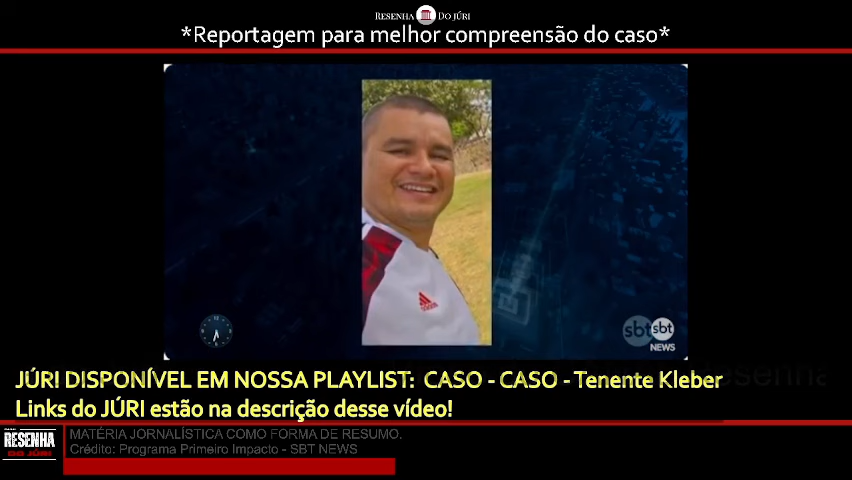 RESENHA DO JÚRI
*Reportagem para melhor compreensão do caso*
sbt sbt
NEWS
JÚRI DISPONÍVEL EM NOSSA PLAYLIST: CASO - CASO - Tenente Kleber
Links do JÚRI estão na descrição desse vídeo!
RESENHA
DO JÚRI
MATÉRIA JORNALÍSTICA COMO FORMA DE RESUMO.
Crédito: Programa Primeiro Impacto - SBT NEWS